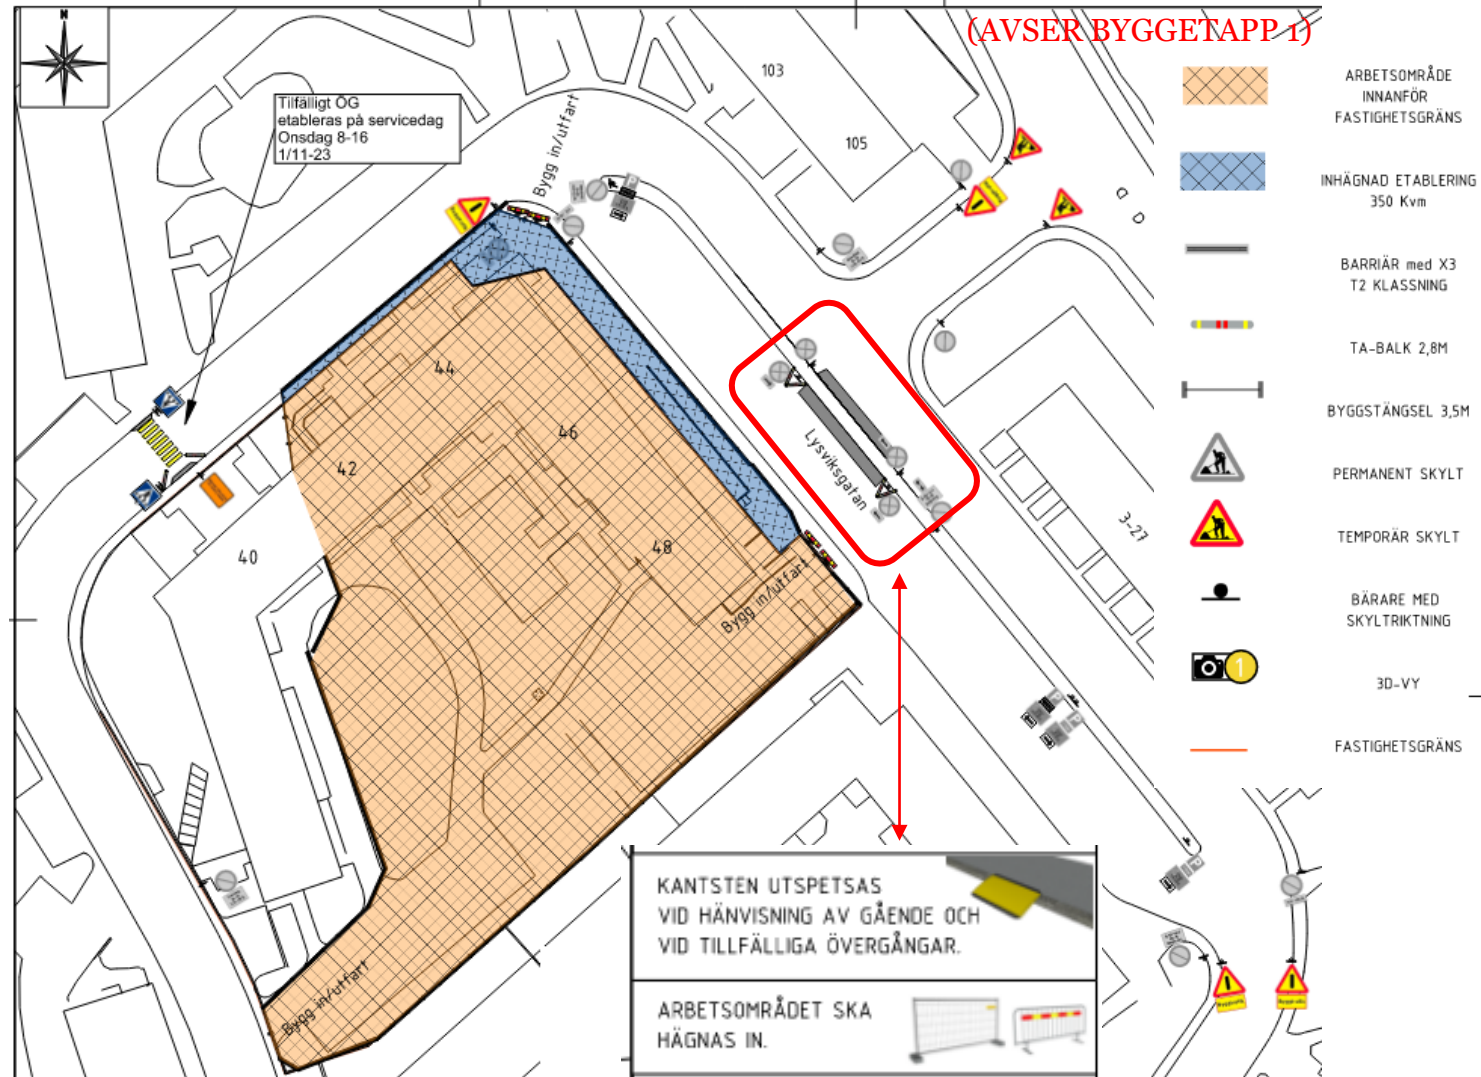 (AVSER BYGGETAPP 1)
N
Tilfälligt ÖG
etableras på servicedag
Onsdag 8-16
1/11-23
Bygg in/utfart
103
105
44
46
42
48
40
63
3-27
Lysviksgatan
Bygg in/utfart
Bygg in/utfart
ARBETSOMRÅDE
INNANFÖR
FASTIGHETSGRÄNS
INHÄGNAD ETABLERING
350 Kvm
BARRIÄR med X3
T2 KLASSNING
TA-BALK 2,8M
BYGGSTÄNGSEL 3,5M
PERMANENT SKYLT
TEMPORÄR SKYLT
BÄRARE MED
SKYLTRIKTNING
1
3D-VY
FASTIGHETSGRÄNS
KANTSTEN UTSPETSAS
VID HÄNVISNING AV GÅENDE OCH
VID TILLFÄLLIGA ÖVERGÅNGAR.
ARBETSOMRÅDET SKA
HÄGNAS IN.